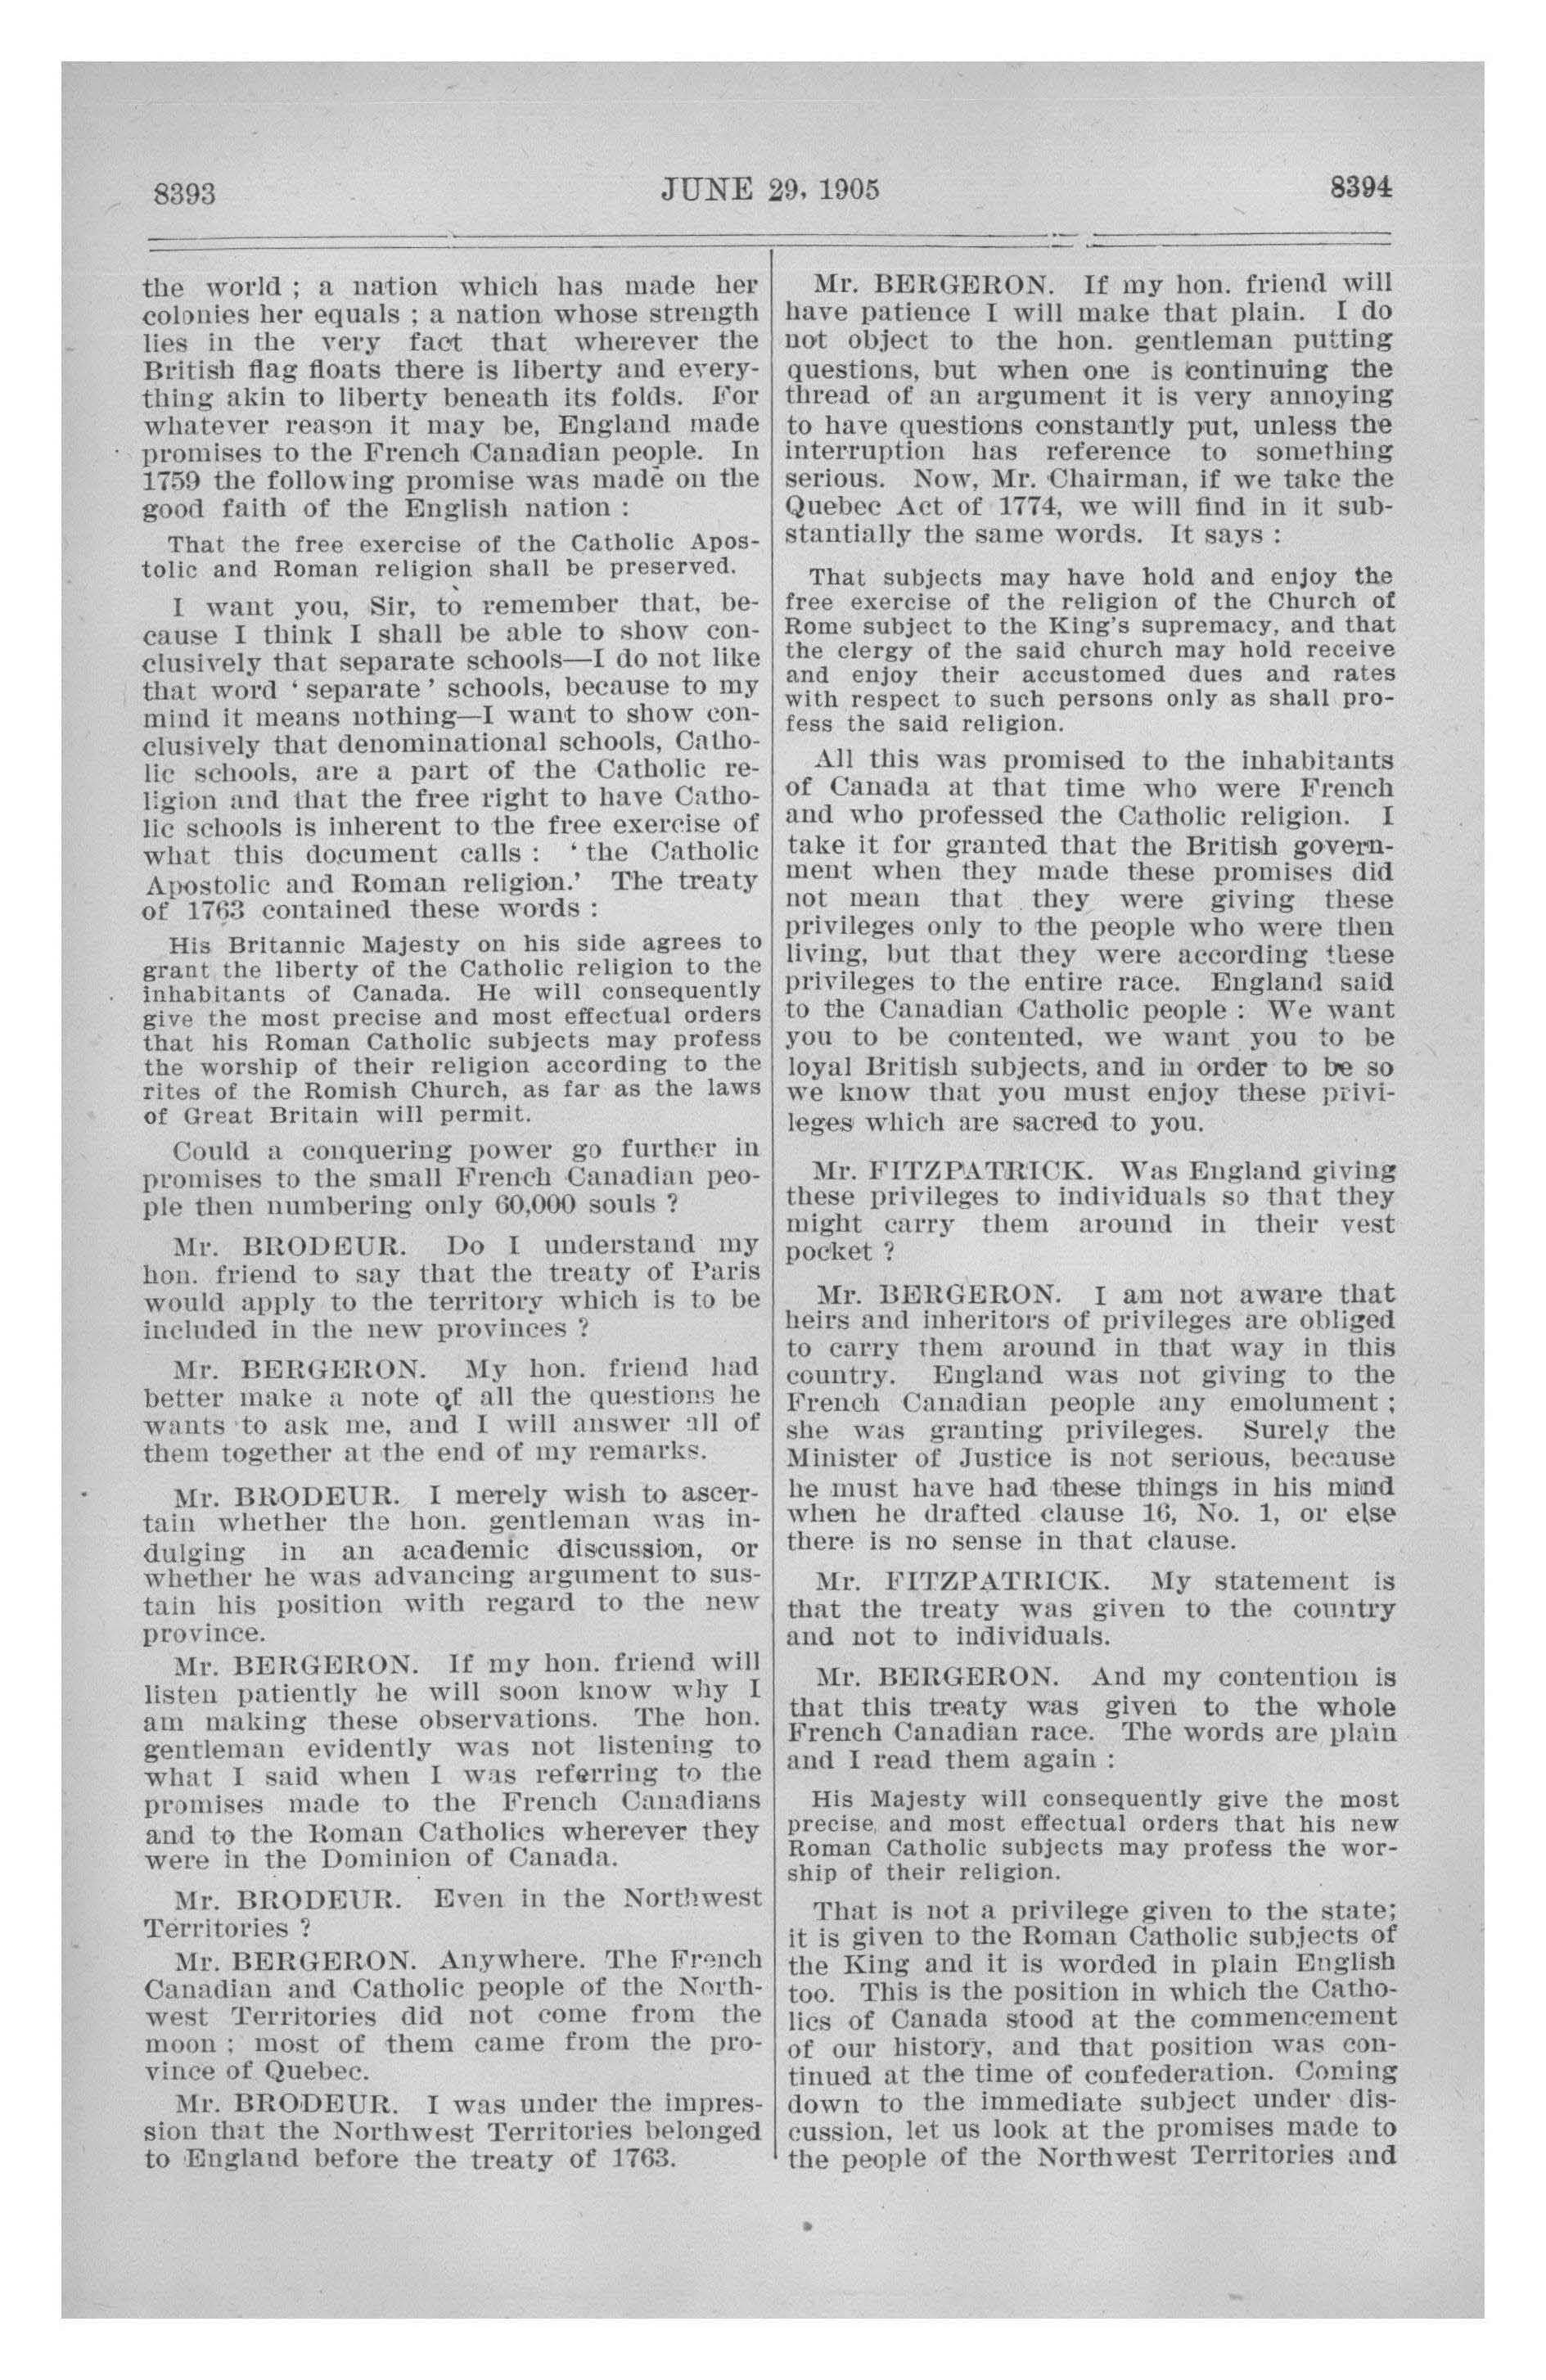 8393
JUNE 29, 1905
8394
the world ; a nation which has made her
colonies her equals ; a nation whose strength
lies in the very fact that wherever the
British flag floats there is liberty and every-
thing akin to liberty beneath its folds. For
whatever reason it may be, England made
promises to the French Canadian people. In
1759 the following promise was made on the
good faith of the English nation :
That the free exercise of the Catholic Apos-
tolic and Roman religion shall be preserved.
I want you, Sir, to remember that, be-
cause I think I shall be able to show con-
clusively that separate schools—I do not like
that word ‘ separate ’ schools, because to my
mind it means nothing—I want to show con-
clusively that denominational schools, Catho-
lic schools, are a part of the Catholic re-
ligion and that the free right to have Catho-
lic schools is inherent to the free exercise of
what this document calls : ‘ the Catholic
Apostolic and Roman religion.’ The treaty
of 1763 contained these words :
His Britannic Majesty on his side agrees to
grant the liberty of the Catholic religion to the
inhabitants of Canada. He will consequently
give the most precise and most effectual orders
that his Roman Catholic subjects may profess
the worship of their religion according to the
rites of the Romish Church, as far as the laws
of Great Britain will permit.
Could a conquering power go further in
promises to the small French Canadian peo-
ple then numbering only 60,000 souls ?
Mr. BRODEUR. Do I understand my
hon. friend to say that the treaty of Paris
would apply to the territory which is to be
included in the new provinces ?
Mr. BERGERON. My hon. friend had
better make a note of all the questions he
wants to ask me, and I will answer all of
them together at the end of my remarks.
Mr. BRODEUR. I merely wish to ascer-
tain whether the hon. gentleman was in-
dulging in an academic discussion, or
whether he was advancing argument to sus-
tain his position with regard to the new
province.
Mr. BERGERON. If my hon. friend will
listen patiently he will soon know why I
am making these observations. The hon.
gentleman evidently was not listening to
what I said when I was referring to the
promises made to the French Canadians
and to the Roman Catholics wherever they
were in the Dominion of Canada.
Mr. BRODEUR. Even in the Northwest
Territories ?
Mr. BERGERON. Anywhere. The French
Canadian and Catholic people of the North-
west Territories did not come from the
moon ; most of them came from the pro-
vince of Quebec.
Mr. BRODEUR. I was under the impres-
sion that the Northwest Territories belonged
to England before the treaty of 1763.
Mr. BERGERON. If my hon. friend will
have patience I will make that plain. I do
not object to the hon. gentleman putting
questions, but when one is continuing the
thread of an argument it is very annoying
to have questions constantly put, unless the
interruption has reference to something
serious. Now, Mr. Chairman, if we take the
Quebec Act of 1774, we will find in it sub-
stantially the same words. It says :
That subjects may have hold and enjoy the
free exercise of the religion of the Church of
Rome subject to the King's supremacy, and that
the clergy of the said church may hold receive
and enjoy their accustomed dues and rates
with respect to such persons only as shall pro-
fess the said religion.
All this was promised to the inhabitants
of Canada at that time who were French
and who professed the Catholic religion. I
take it for granted that the British govern-
ment when they made these promises did
not mean that they were giving these
privileges only to the people who were then
living, but that they were according these
privileges to the entire race. England said
to the Canadian Catholic people : We want
you to be contented, we want you to be
loyal British subjects, and in order to be so
we know that you must enjoy these privi-
leges which are sacred to you.
Mr. FITZPATRICK. Was England giving
these privileges to individuals so that they
might carry them around in their vest
pocket ?
Mr. BERGERON. I am not aware that
heirs and inheritors of privileges are obliged
to carry them around in that way in this
country. England was not giving to the
French Canadian people any emolument ;
she was granting privileges. Surely the
Minister of Justice is not serious, because
he must have had these things in his mind
when he drafted clause 16, No. 1, or else
there is no sense in that clause.
Mr. FITZPATRICK. My statement is
that the treaty was given to the country
and not to individuals.
Mr. BERGERON. And my contention is
that this treaty was given to the whole
French Canadian race. The words are plain
and I read them again :
His Majesty will consequently give the most
precise, and most effectual orders that his new
Roman Catholic subjects may profess the wor-
ship of their religion.
That is not a privilege given to the state;
it is given to the Roman Catholic subjects of
the King and it is worded in plain English
too. This is the position in which the Catho-
lics of Canada stood at the commencement
of our history, and that position was con-
tinued at the time of confederation. Coming
down to the immediate subject under dis-
cussion, let us look at the promises made to
the people of the Northwest Territories and